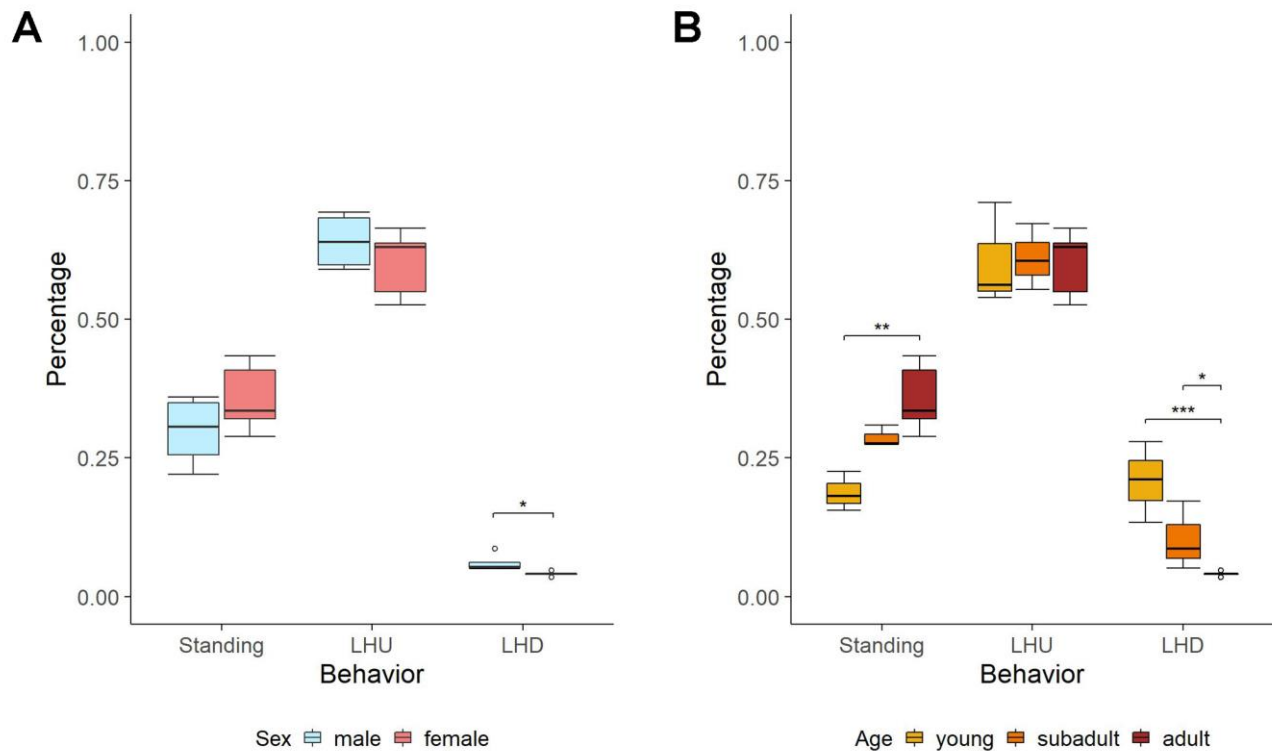 A
1.00
0.75
0.50
0.25
0.00
Percentage
*
Standing LHU LHD
Behavior
Sex male female
B
1.00
0.75
0.50
0.25
0.00
Percentage
**
*
***
Standing LHU LHD
Behavior
Age young subadult adult